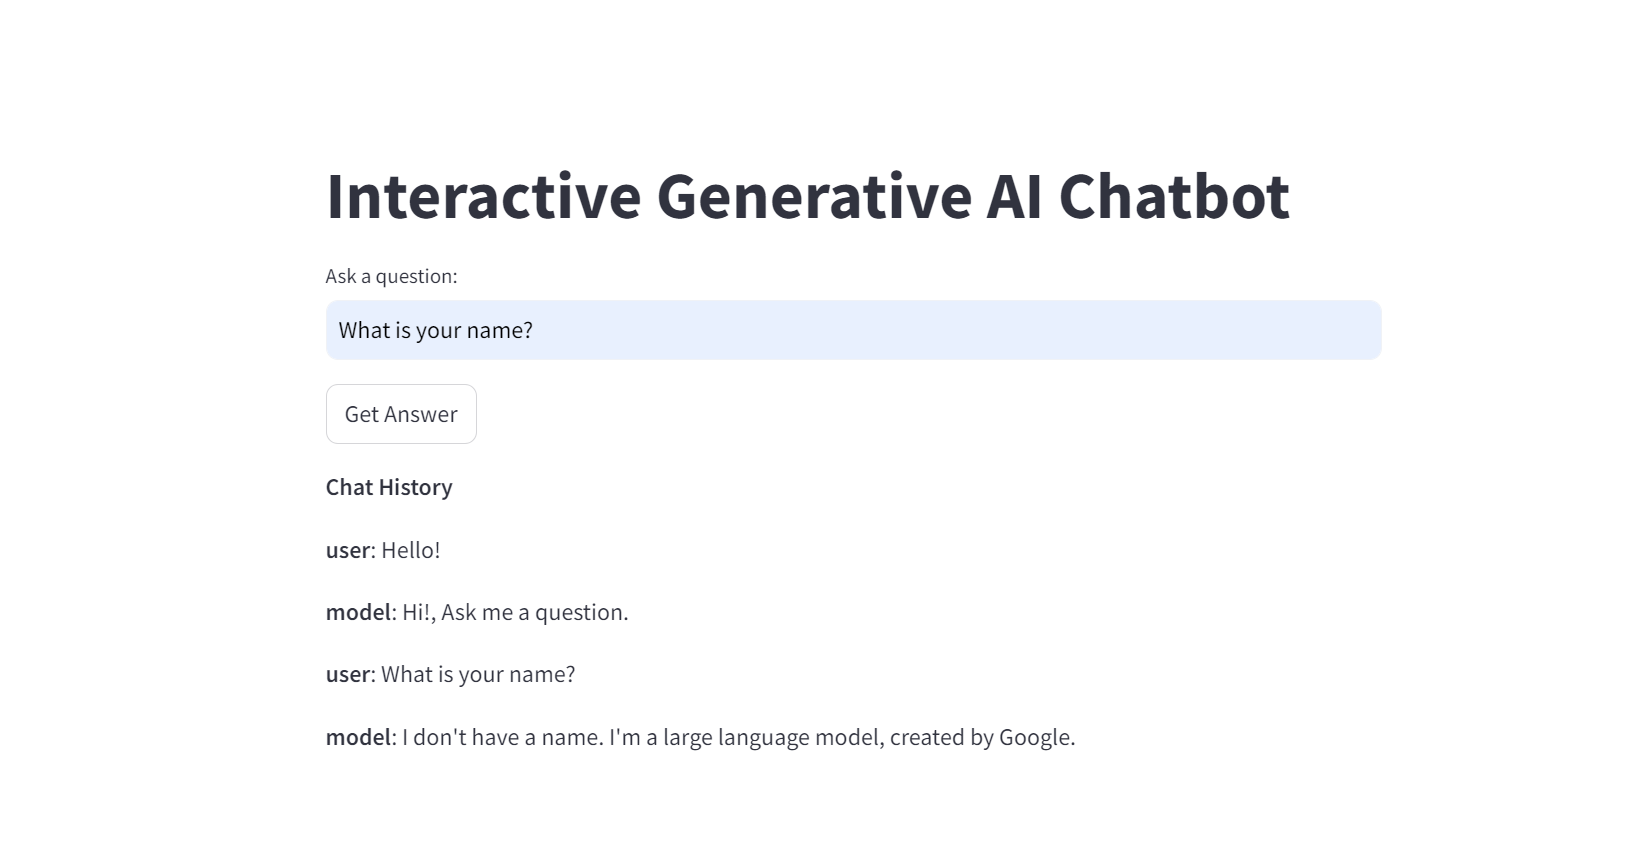 Interactive Generative AI Chatbot
Ask a question:
What is your name?
Get Answer
Chat History
user: Hello!
model: Hi!, Ask me a question.
user: What is your name?
model: I don't have a name. I'm a large language model, created by Google.